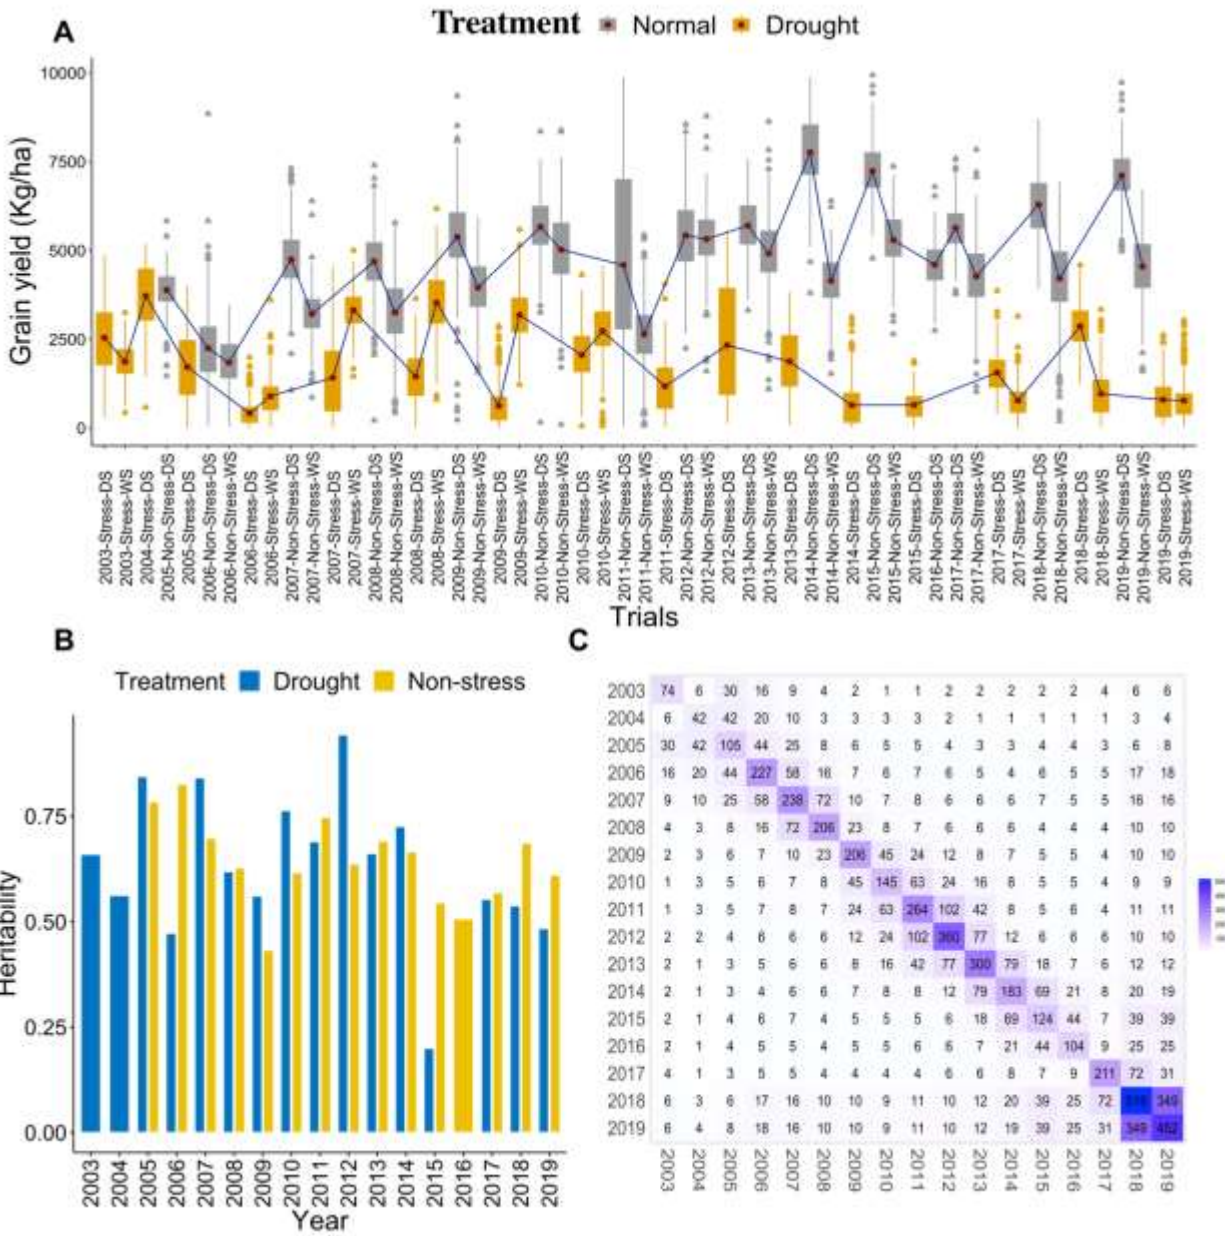 A
Treatment Normal Drought
Grain yield (Kg/ha)
10000
7500
5000
2500
0
2003-Stress-DS
2003-Stress-WS
2004-Stress-DS
2005-Non-Stress-DS
2005-Stress-DS
2006-Non-Stress-DS
2006-Non-Stress-WS
2006-Stress-DS
2006-Stress-WS
2007-Non-Stress-DS
2007-Non-Stress-WS
2007-Stress-DS
2007-Stress-WS
2008-Non-Stress-DS
2008-Non-Stress-WS
2008-Stress-DS
2008-Stress-WS
2009-Non-Stress-DS
2009-Non-Stress-WS
2009-Stress-DS
2009-Stress-WS
2010-Non-Stress-DS
2010-Non-Stress-WS
2010-Stress-DS
2010-Stress-WS
2011-Non-Stress-DS
2011-Non-Stress-WS
2011-Stress-DS
2012-Non-Stress-DS
2012-Non-Stress-WS
2012-Stress-DS
2013-Non-Stress-DS
2013-Non-Stress-WS
2013-Stress-DS
2014-Non-Stress-DS
2014-Non-Stress-WS
2014-Stress-DS
2015-Non-Stress-DS
2015-Non-Stress-WS
2015-Stress-DS
2016-Non-Stress-DS
2017-Non-Stress-DS
2017-Non-Stress-WS
2017-Stress-DS
2017-Stress-WS
2018-Non-Stress-DS
2018-Non-Stress-WS
2018-Stress-DS
2018-Stress-WS
2019-Non-Stress-DS
2019-Non-Stress-WS
2019-Stress-DS
2019-Stress-WS
Trials
B
Treatment Drought Non-stress
Heritability
0.75
0.50
0.25
0.00
2003 2004 2005 2006 2007 2008 2009 2010 2011 2012 2013 2014 2015 2016 2017 2018 2019
Year
C
2003 74 6 30 16 9 4 2 1 1 2 2 2 2 2 4 6 6
2004 6 42 42 20 10 3 3 3 3 2 1 1 1 1 1 3 4
2005 30 42 105 44 25 8 6 5 5 4 3 3 4 4 3 6 8
2006 16 20 44 227 58 16 7 6 7 6 5 4 6 5 5 17 18
2007 9 10 25 58 238 72 10 7 8 6 6 6 7 5 5 16 16
2008 4 3 8 16 72 206 23 8 7 6 6 6 4 4 4 10 10
2009 2 3 6 7 10 23 206 45 24 12 8 7 5 5 4 10 10
2010 1 3 5 6 7 8 45 145 63 24 16 8 5 5 4 9 9
2011 1 3 5 7 8 7 24 63 264 102 42 8 5 6 4 11 11
2012 2 2 4 6 6 6 12 24 102 360 77 12 6 6 6 10 10
2013 2 1 3 5 6 6 8 16 42 77 300 79 18 7 6 12 12
2014 2 1 3 4 6 6 7 8 8 12 79 183 69 21 8 20 19
2015 2 1 4 6 7 4 5 5 5 6 18 69 124 44 7 39 39
2016 2 1 4 5 5 4 5 5 6 6 7 21 44 104 9 25 25
2017 4 1 3 5 5 4 4 4 4 6 6 8 7 9 211 72 31
2018 6 3 6 17 16 10 10 9 11 10 12 20 39 25 72 349
2019 6 4 8 18 16 10 10 9 11 10 12 19 39 25 31 349 452
2003 2004 2005 2006 2007 2008 2009 2010 2011 2012 2013 2014 2015 2016 2017 2018 2019